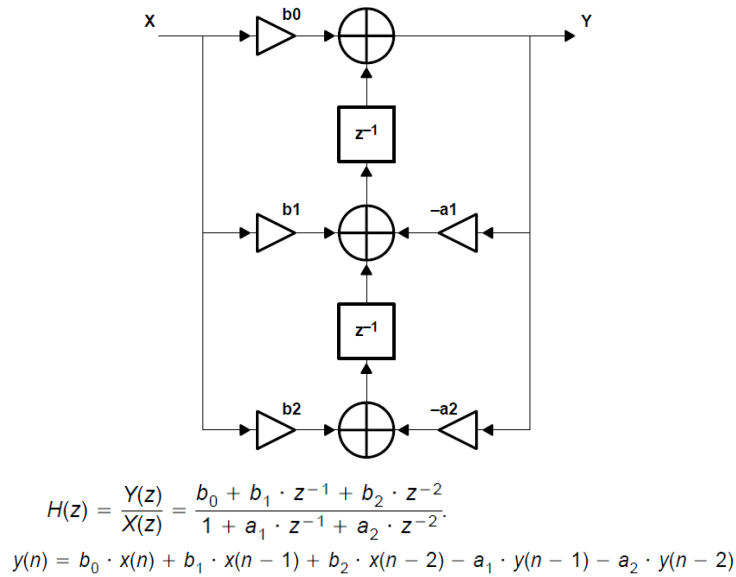 X b0 Y
z⁻¹
b1 –a1
z⁻¹
b2 –a2
H(z) = Y(z)/X(z) = (b₀ + b₁ · z⁻¹ + b₂ · z⁻²)/(1 + a₁ · z⁻¹ + a₂ · z⁻²).
y(n) = b₀ · x(n) + b₁ · x(n − 1) + b₂ · x(n − 2) − a₁ · y(n − 1) − a₂ · y(n − 2)